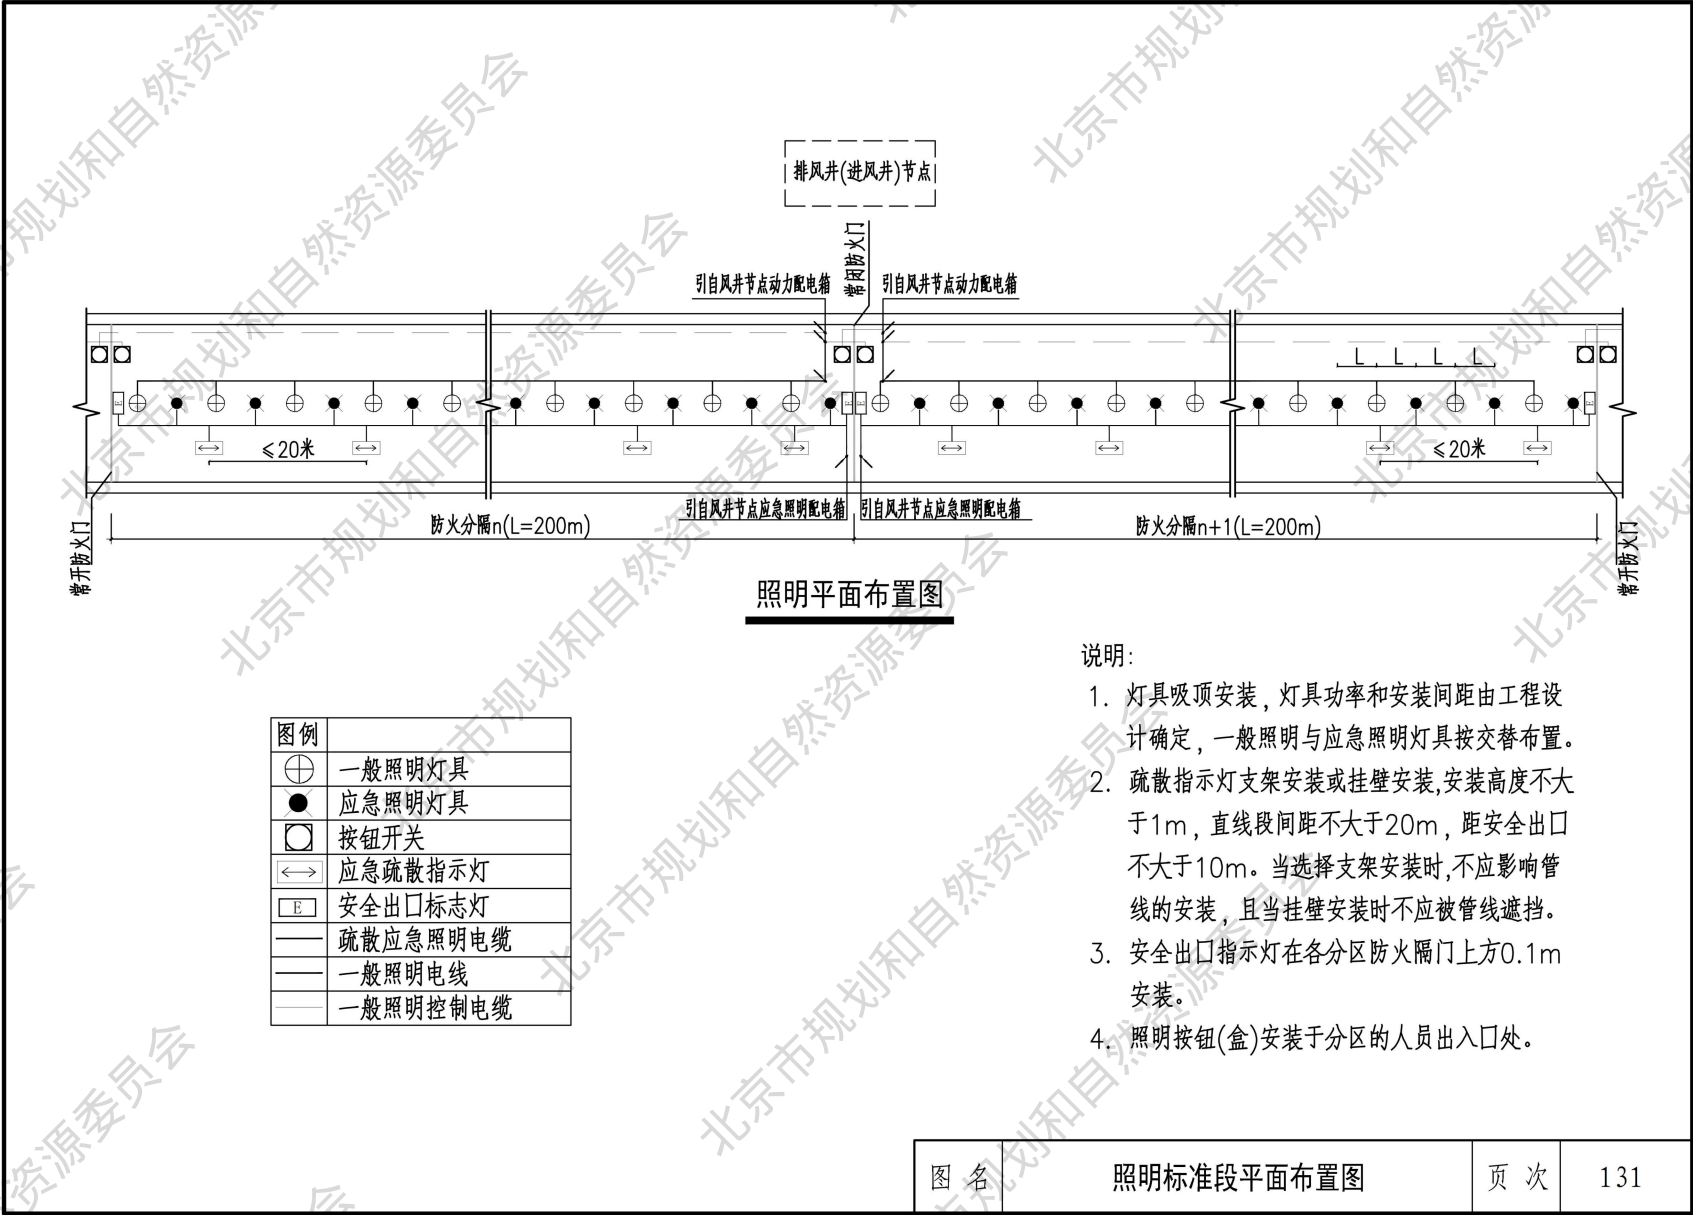 排风井(进风井)节点
常闭防火门
引自风井节点动力配电箱
引自风井节点动力配电箱
L L L L
E
E E
E
≤20米
≤20米
引自风井节点应急照明配电箱
引自风井节点应急照明配电箱
防火分隔n(L=200m)
防火分隔n+1(L=200m)
常开防火门
常开防火门
照明平面布置图
图例
一般照明灯具
应急照明灯具
按钮开关
应急疏散指示灯
E 安全出口标志灯
疏散应急照明电缆
一般照明电线
一般照明控制电缆
说明:
1. 灯具吸顶安装，灯具功率和安装间距由工程设
计确定，一般照明与应急照明灯具按交替布置。
2. 疏散指示灯支架安装或挂壁安装,安装高度不大
于1m，直线段间距不大于20m，距安全出口
不大于10m。当选择支架安装时,不应影响管
线的安装，且当挂壁安装时不应被管线遮挡。
3. 安全出口指示灯在各分区防火隔门上方0.1m
安装。
4. 照明按钮(盒)安装于分区的人员出入口处。
图 名 照明标准段平面布置图 页 次 131
北京市规划和自然资源委员会